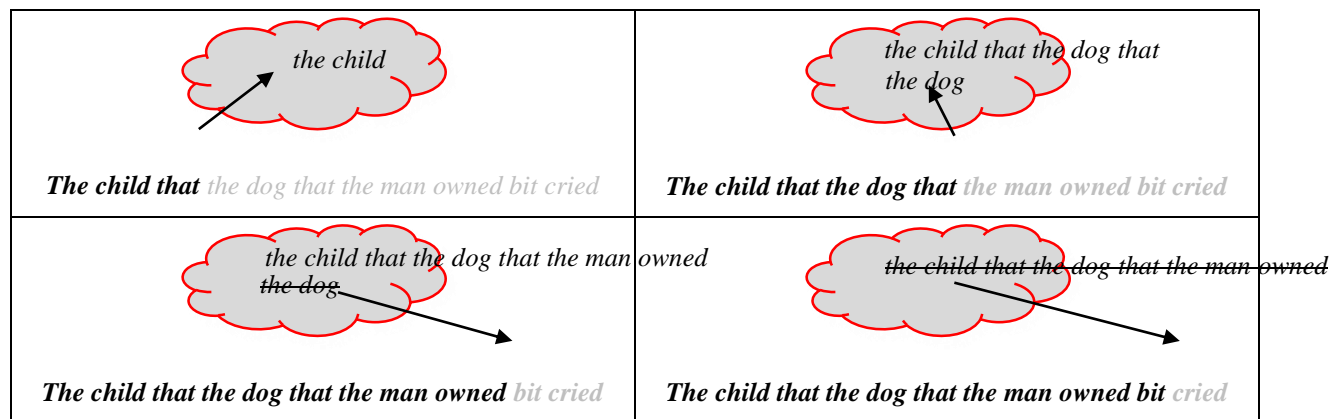 the child
The child that the dog that the man owned bit cried
the child that the dog that
the dog
The child that the dog that the man owned bit cried
the child that the dog that the man owned
the dog
The child that the dog that the man owned bit cried
the child that the dog that the man owned
The child that the dog that the man owned bit cried